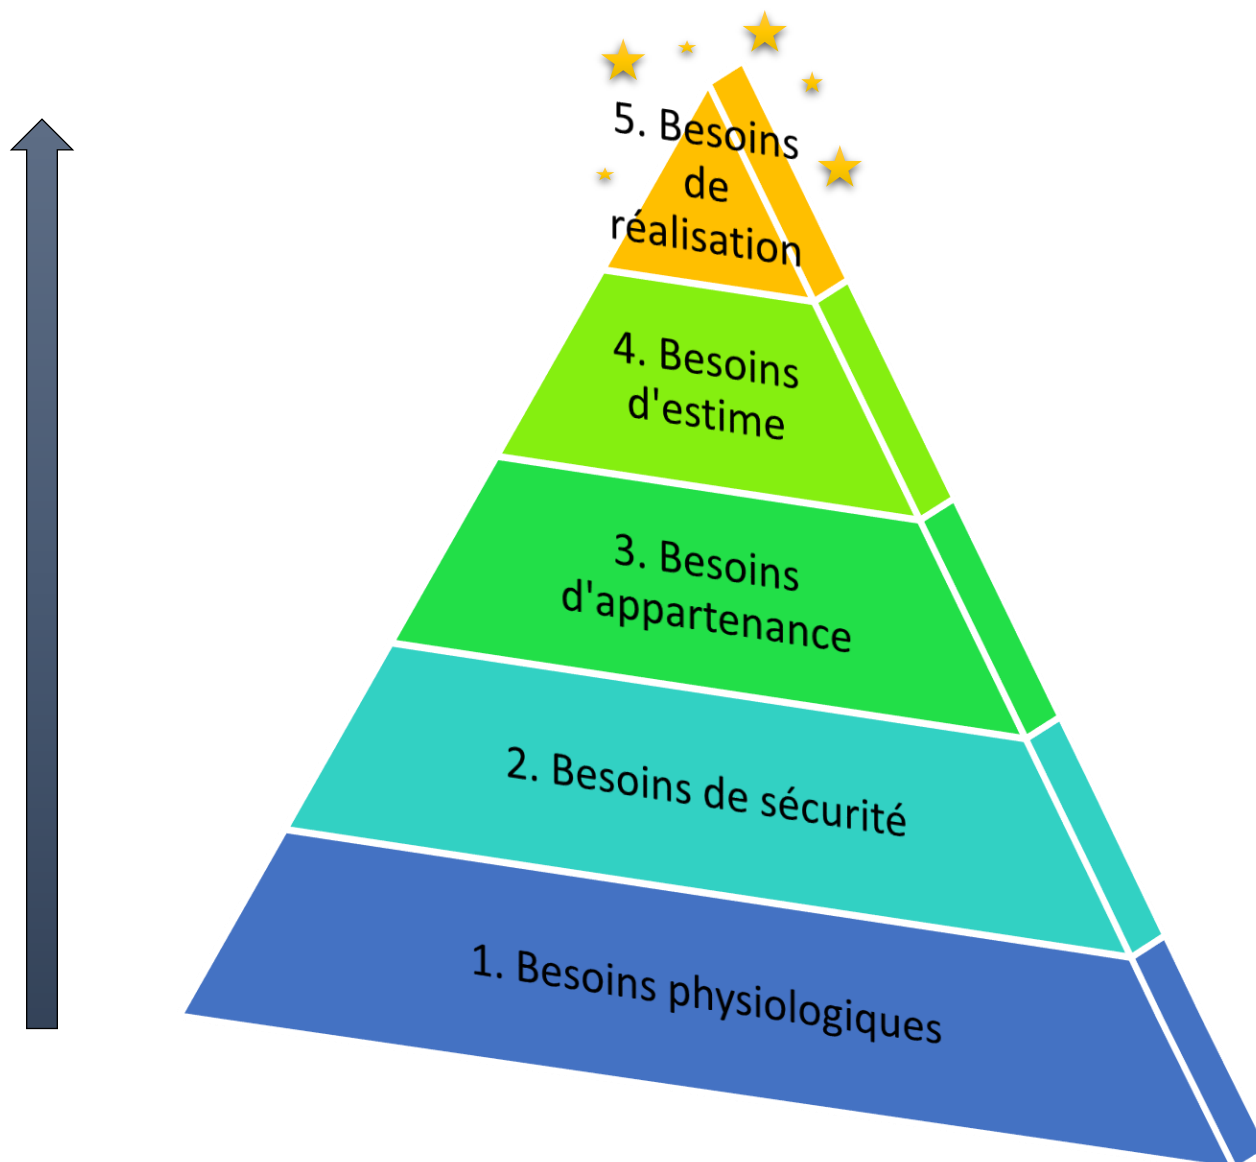 5. Besoins
de
réalisation
4. Besoins
d'estime
3. Besoins
d'appartenance
2. Besoins de sécurité
1. Besoins physiologiques